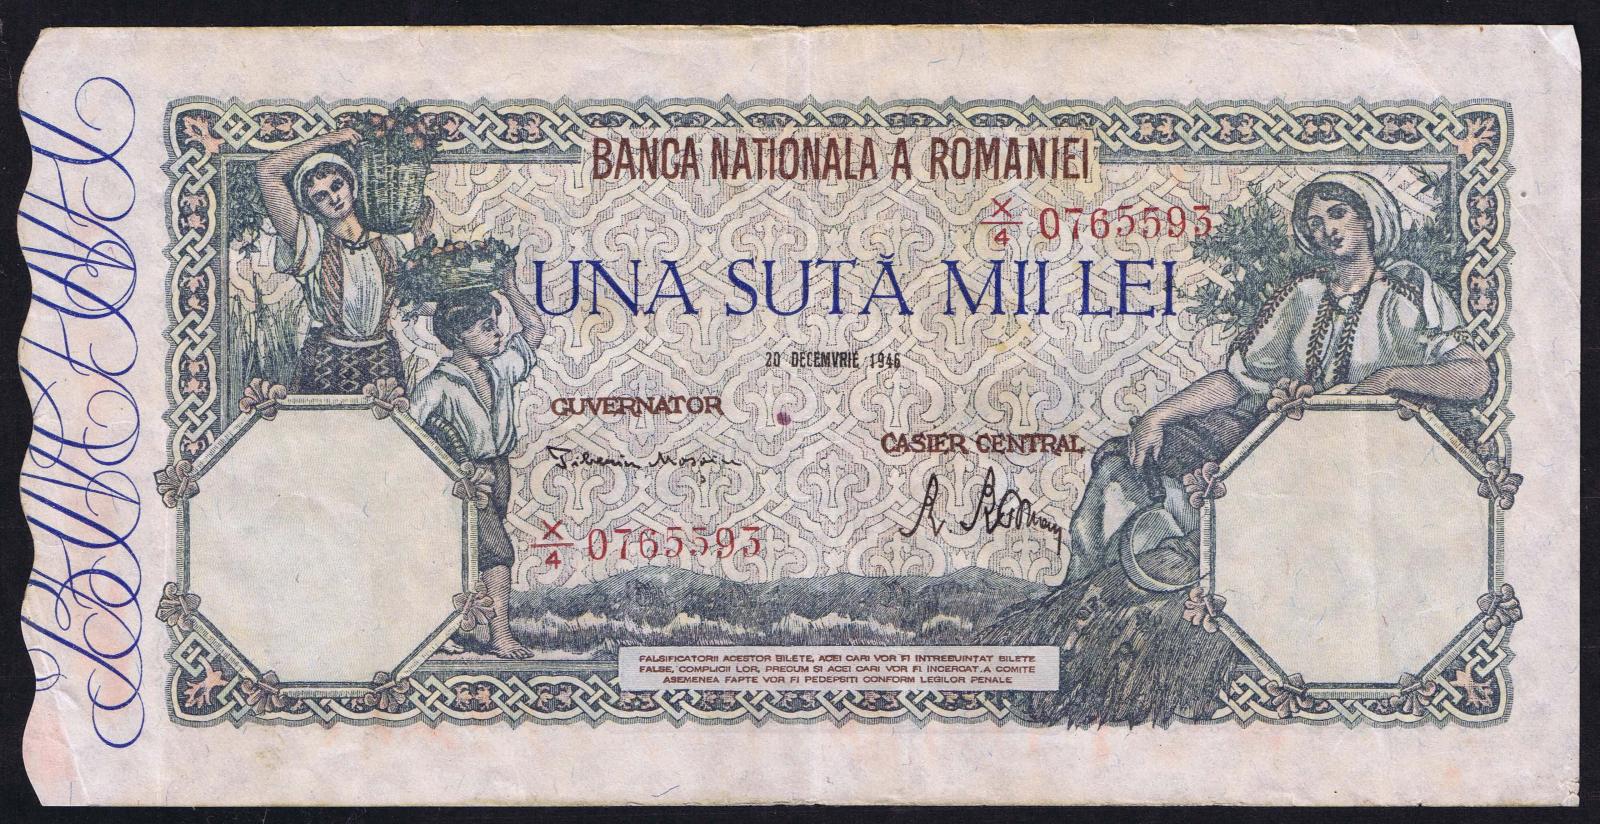 BANCA NATIONALA A ROMANIEI
X/4 0765593
UNA SUTĂ MII LEI
20 DECEMVRIE 1946
GUVERNATOR
CASIER CENTRAL
X/4 0765593
FALSIFICATORII ACESTOR BILETE, ACEI CARI VOR FI INTREBUINTAT BILETE
FALSE, COMPLICII LOR, PRECUM SI ACEI CARI VOR FI INCERCAT A COMITE
ASEMENEA FAPTE VOR FI PEDEPSITI CONFORM LEGILOR PENALE